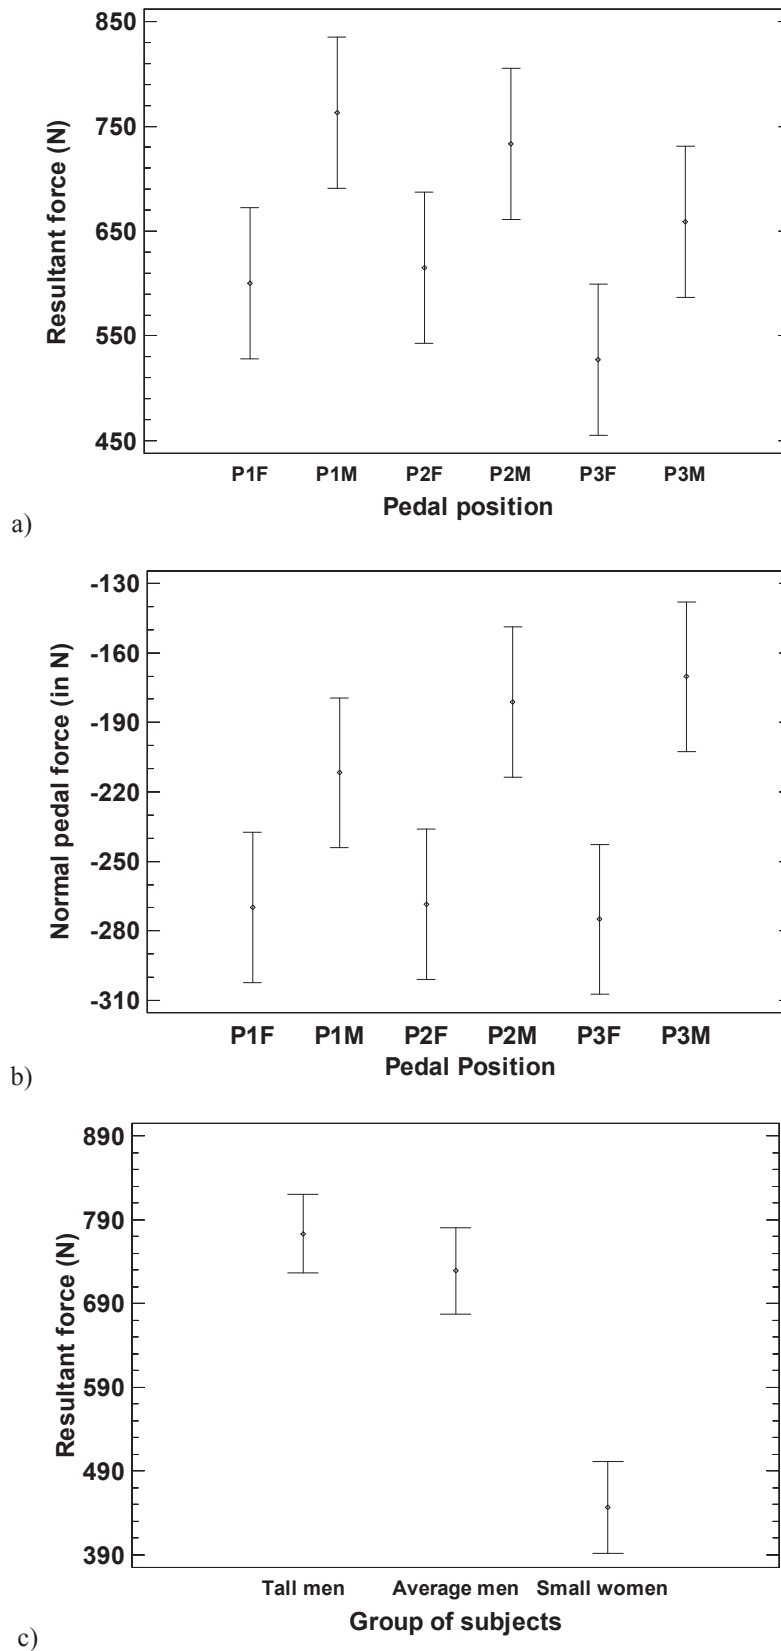 850
750
650
550
450
Resultant force (N)
P1F P1M P2F P2M P3F P3M
Pedal position
a)
-130
-160
-190
-220
-250
-280
-310
Normal pedal force (in N)
P1F P1M P2F P2M P3F P3M
Pedal Position
b)
890
790
690
590
490
390
Resultant force (N)
Tall men Average men Small women
Group of subjects
c)